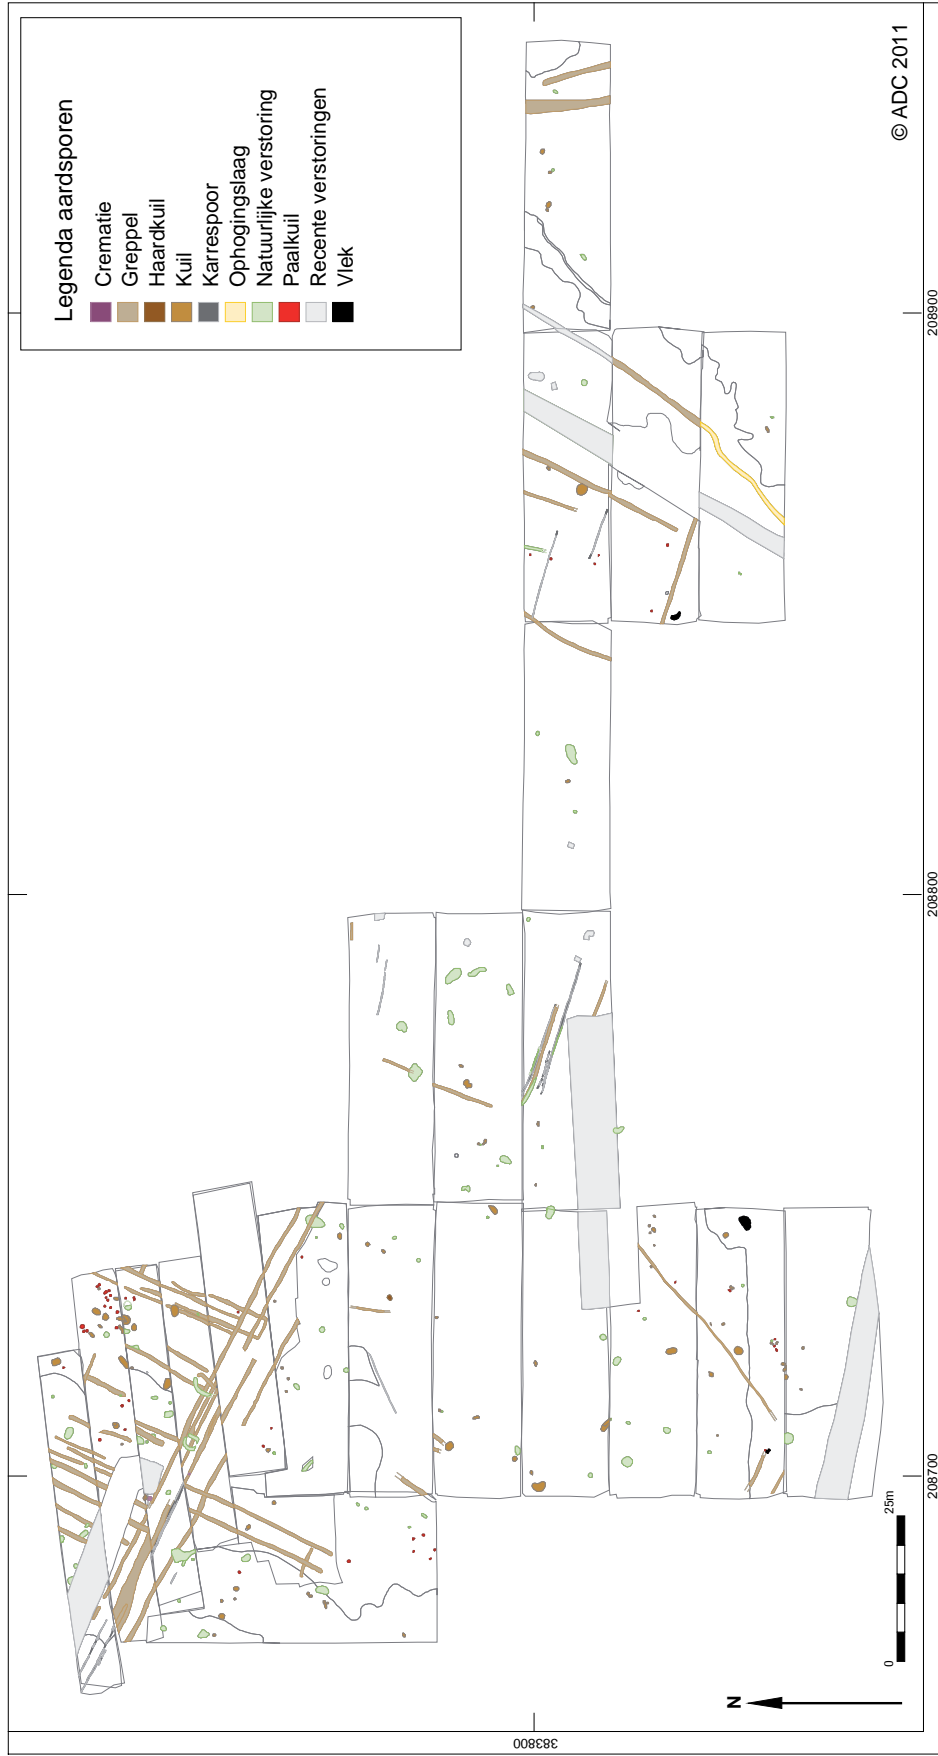 Legenda aardsporen
Crematie
Greppel
Haardkuil
Kuil
Karrespoor
Ophogingslaag
Natuurlijke verstoring
Paalkuil
Recente verstoringen
Vlek
© ADC 2011
208900
208800
208700
383800
0 25m
N